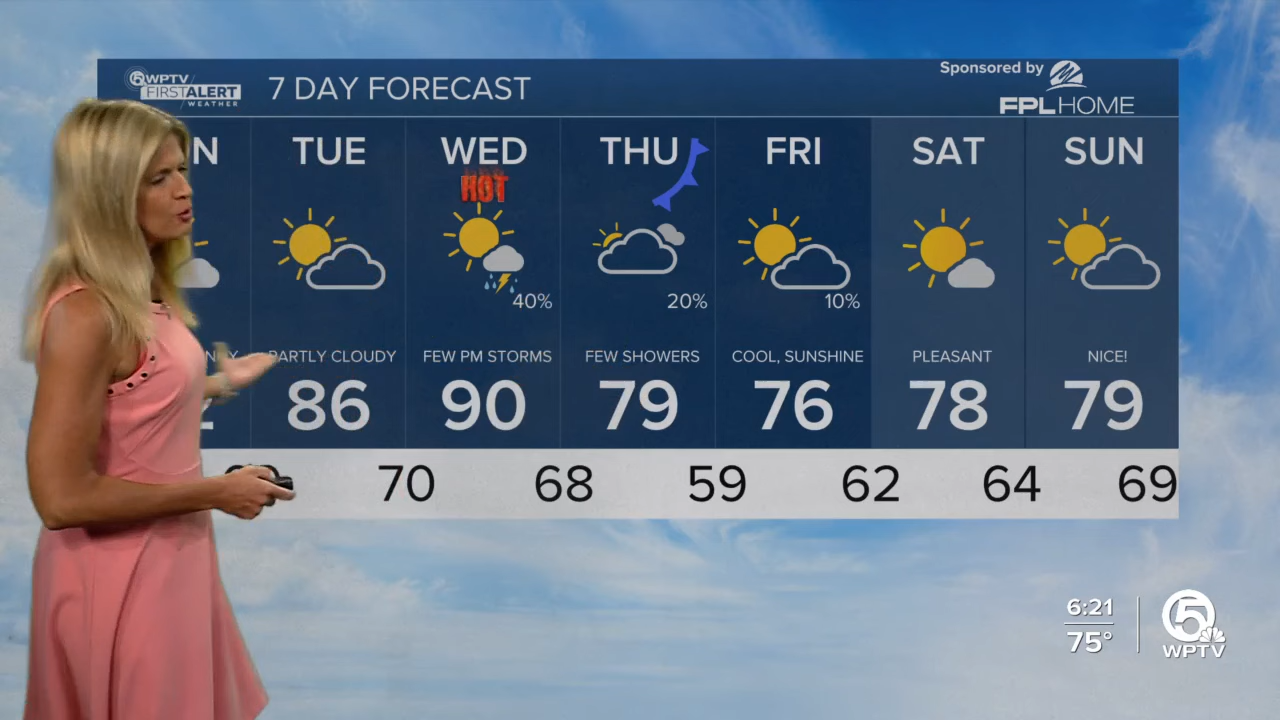 5 WPTV
FIRST ALERT
WEATHER
7 DAY FORECAST
Sponsored by
FPL HOME
N TUE WED THU FRI SAT SUN
HOT
40% 20% 10%
PARTLY CLOUDY FEW PM STORMS FEW SHOWERS COOL, SUNSHINE PLEASANT NICE!
86 90 79 76 78 79
70 68 59 62 64 69
6:21
75°
5
WPTV